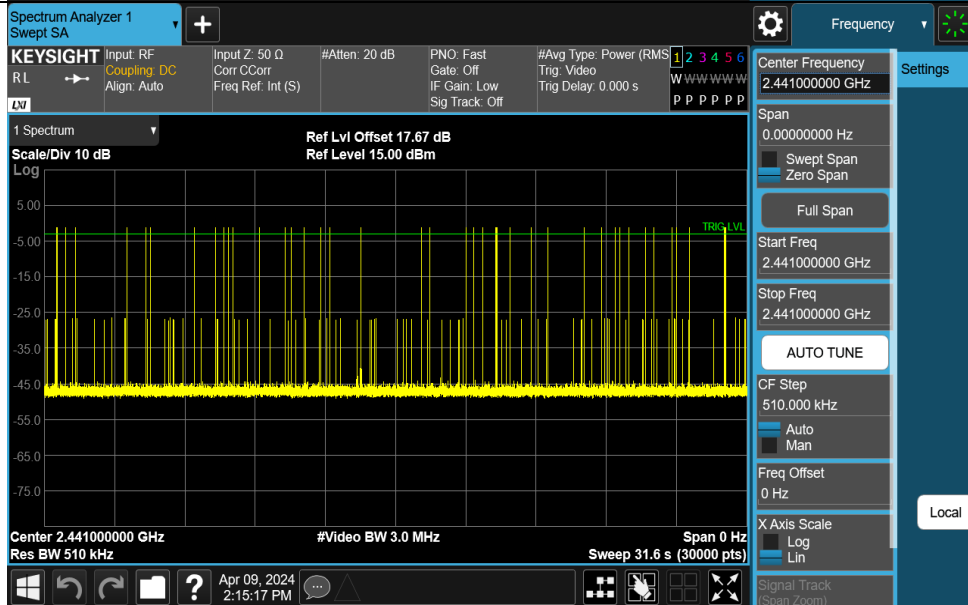 Spectrum Analyzer 1
Swept SA
+
Frequency
KEYSIGHT
RL
LXI
Input: RF
Coupling: DC
Align: Auto
Input Z: 50 Ω
Corr CCorr
Freq Ref: Int (S)
#Atten: 20 dB
PNO: Fast
Gate: Off
IF Gain: Low
Sig Track: Off
#Avg Type: Power (RMS
Trig: Video
Trig Delay: 0.000 s
1 2 3 4 5 6
W W W W W W
P P P P P P
1 Spectrum
Scale/Div 10 dB
Ref Lvl Offset 17.67 dB
Ref Level 15.00 dBm
Log
5.00
-5.00
-15.0
-25.0
-35.0
-45.0
-55.0
-65.0
-75.0
TRIG LVL
Center 2.441000000 GHz
#Video BW 3.0 MHz
Span 0 Hz
Res BW 510 kHz
Sweep 31.6 s (30000 pts)
Center Frequency
2.441000000 GHz
Settings
Span
0.00000000 Hz
Swept Span
Zero Span
Full Span
Start Freq
2.441000000 GHz
Stop Freq
2.441000000 GHz
AUTO TUNE
CF Step
510.000 kHz
Auto
Man
Freq Offset
0 Hz
Local
X Axis Scale
Log
Lin
Signal Track
(Span Zoom)
?
Apr 09, 2024
2:15:17 PM